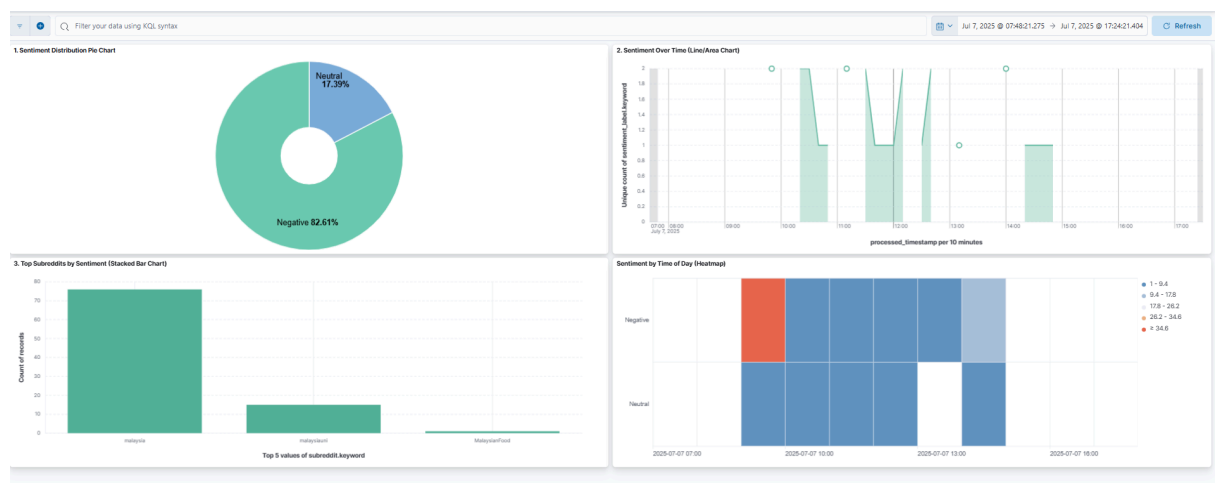 Filter your data using KQL syntax
Jul 7, 2025 @ 07:48:21.275 → Jul 7, 2025 @ 17:24:21.404
Refresh
1. Sentiment Distribution Pie Chart
Neutral
17.39%
Negative 82.61%
2. Sentiment Over Time (Line/Area Chart)
Unique count of sentiment_label.keyword
2
1.8
1.6
1.4
1.2
1
0.8
0.6
0.4
0.2
0
07:00 08:00 09:00 10:00 11:00 12:00 13:00 14:00 15:00 16:00 17:00
July 7, 2025
processed_timestamp per 10 minutes
3. Top Subreddits by Sentiment (Stacked Bar Chart)
Count of records
80
70
60
50
40
30
20
10
0
malaysia malaysiauni MalaysianFood
Top 5 values of subreddit.keyword
Sentiment by Time of Day (Heatmap)
Negative
Neutral
2025-07-07 07:00 2025-07-07 10:00 2025-07-07 13:00 2025-07-07 16:00
1 - 9.4
9.4 - 17.8
17.8 - 26.2
26.2 - 34.6
≥ 34.6